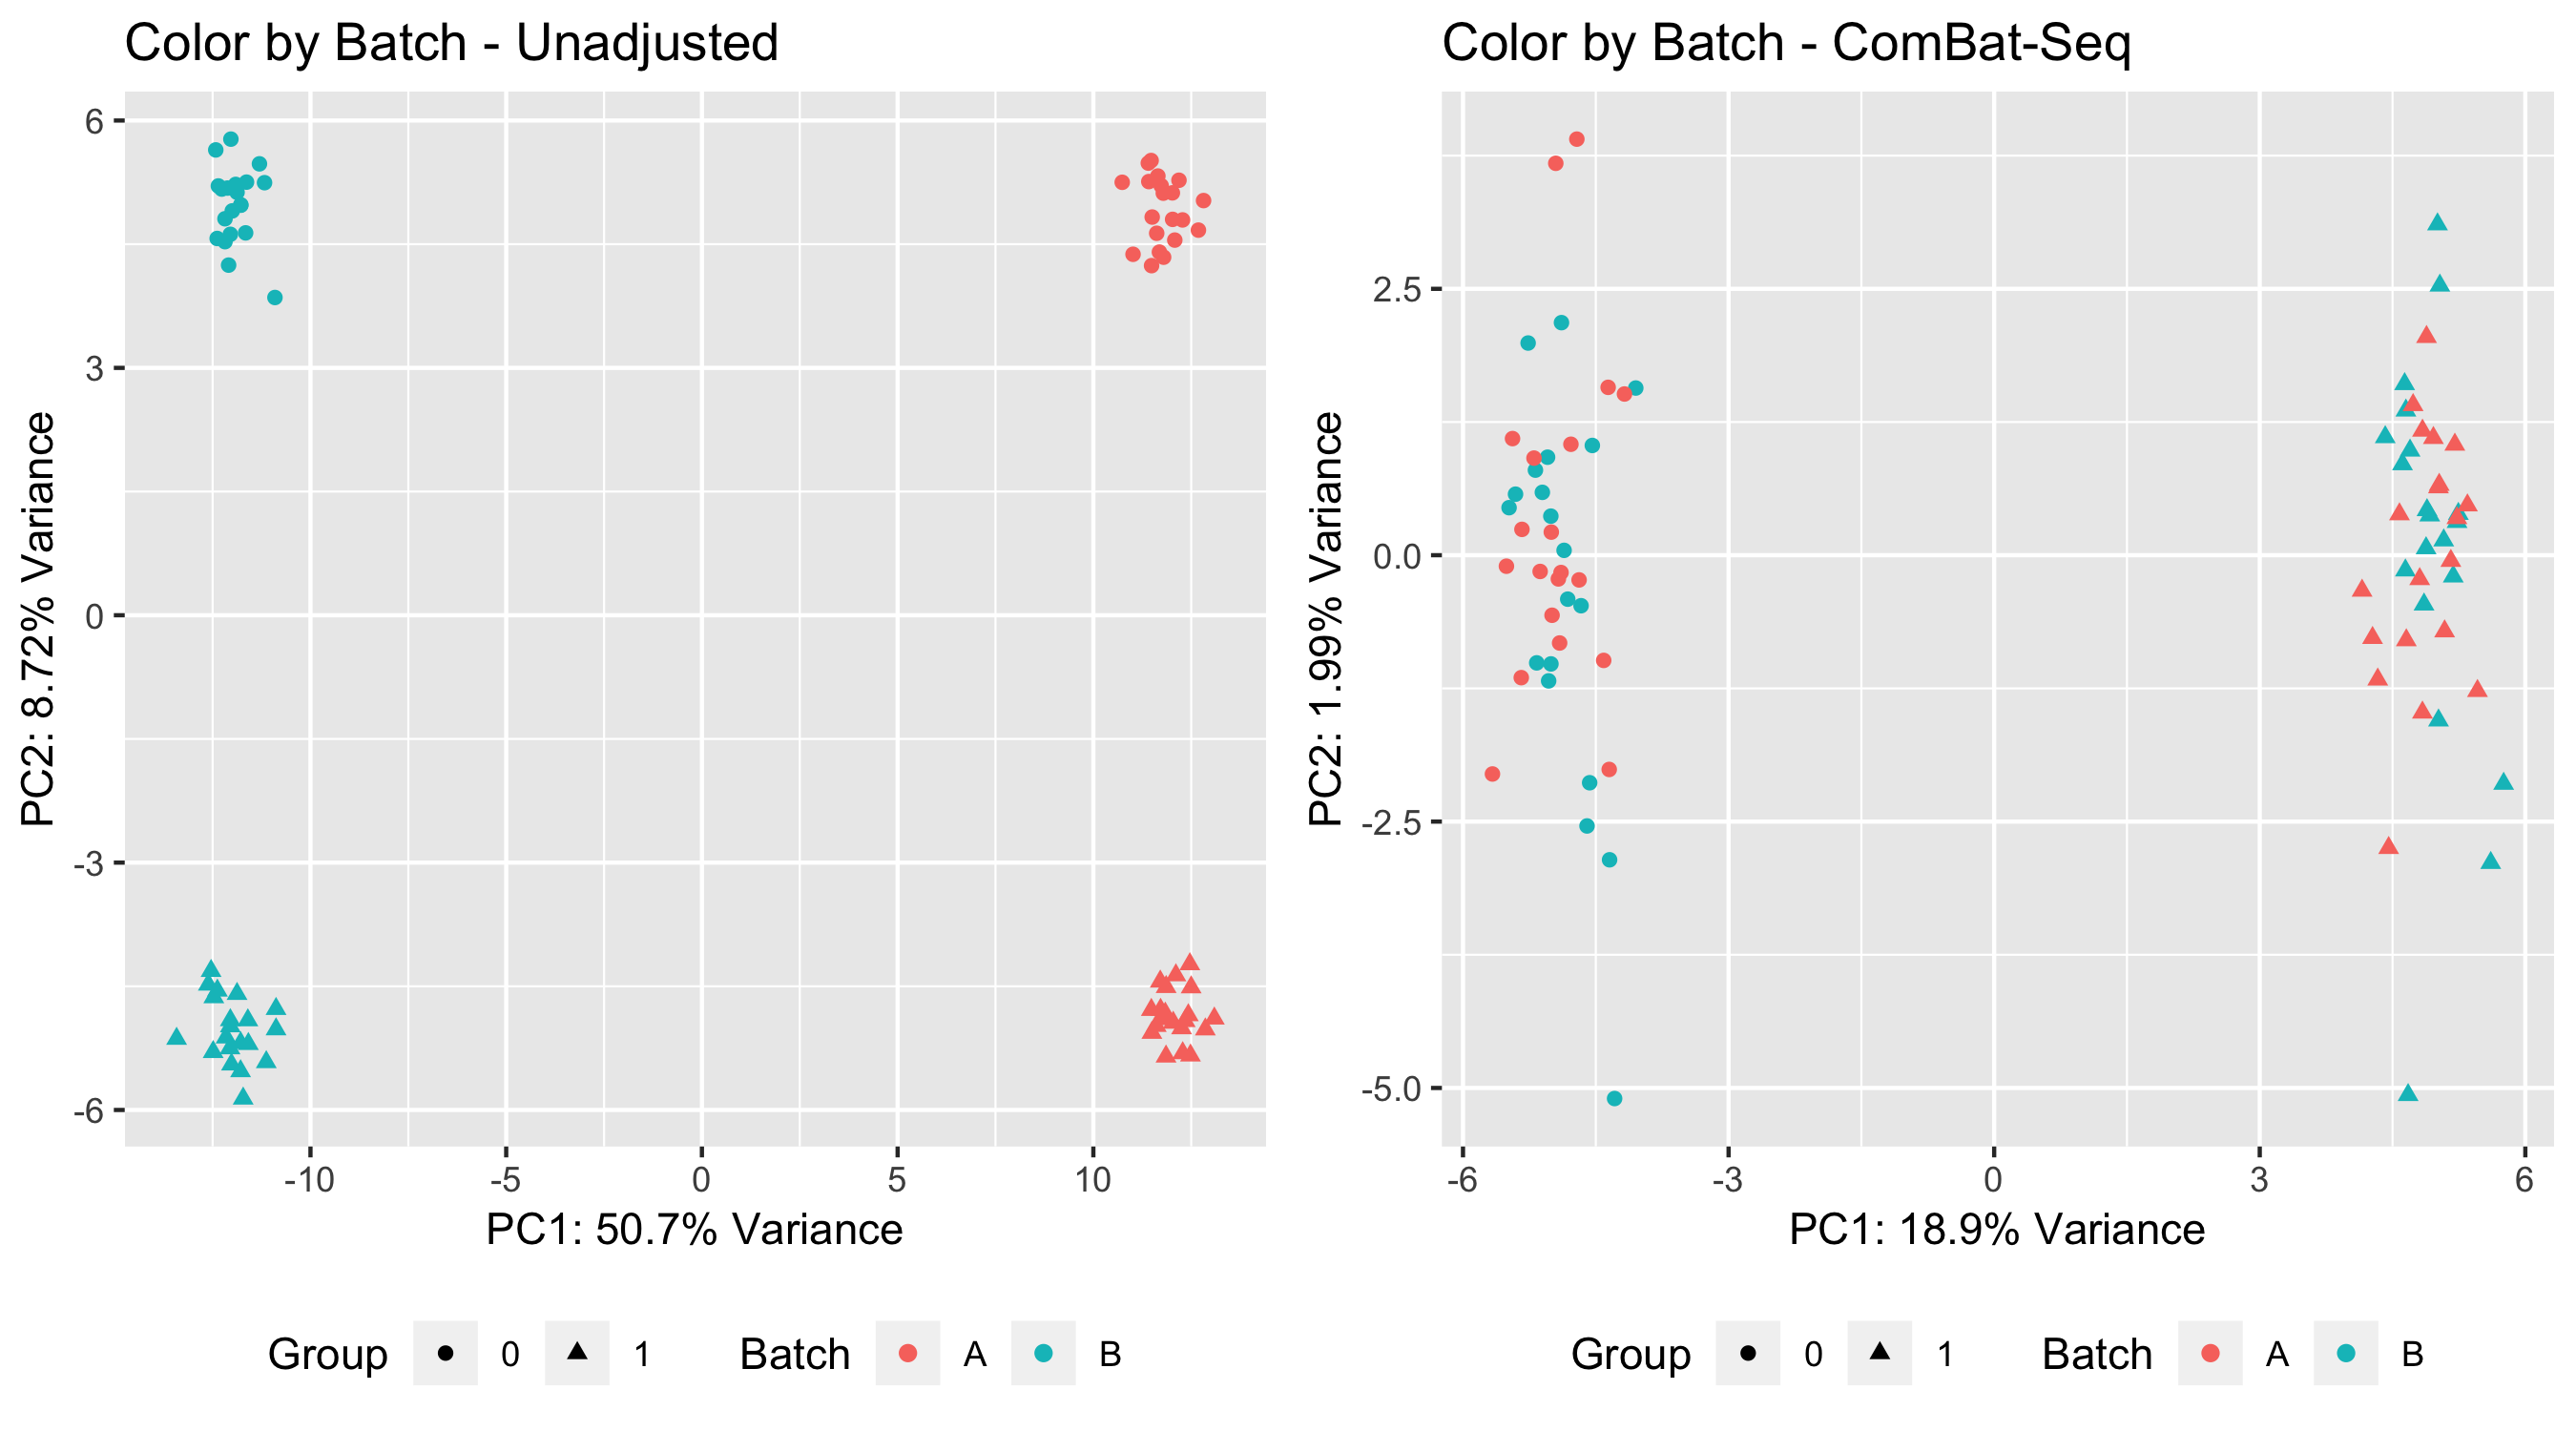 Color by Batch - Unadjusted
6
3
0
-3
-6
PC2: 8.72% Variance
-10 -5 0 5 10
PC1: 50.7% Variance
Group 0 1 Batch A B
Color by Batch - ComBat-Seq
2.5
0.0
-2.5
-5.0
PC2: 1.99% Variance
-6 -3 0 3 6
PC1: 18.9% Variance
Group 0 1 Batch A B